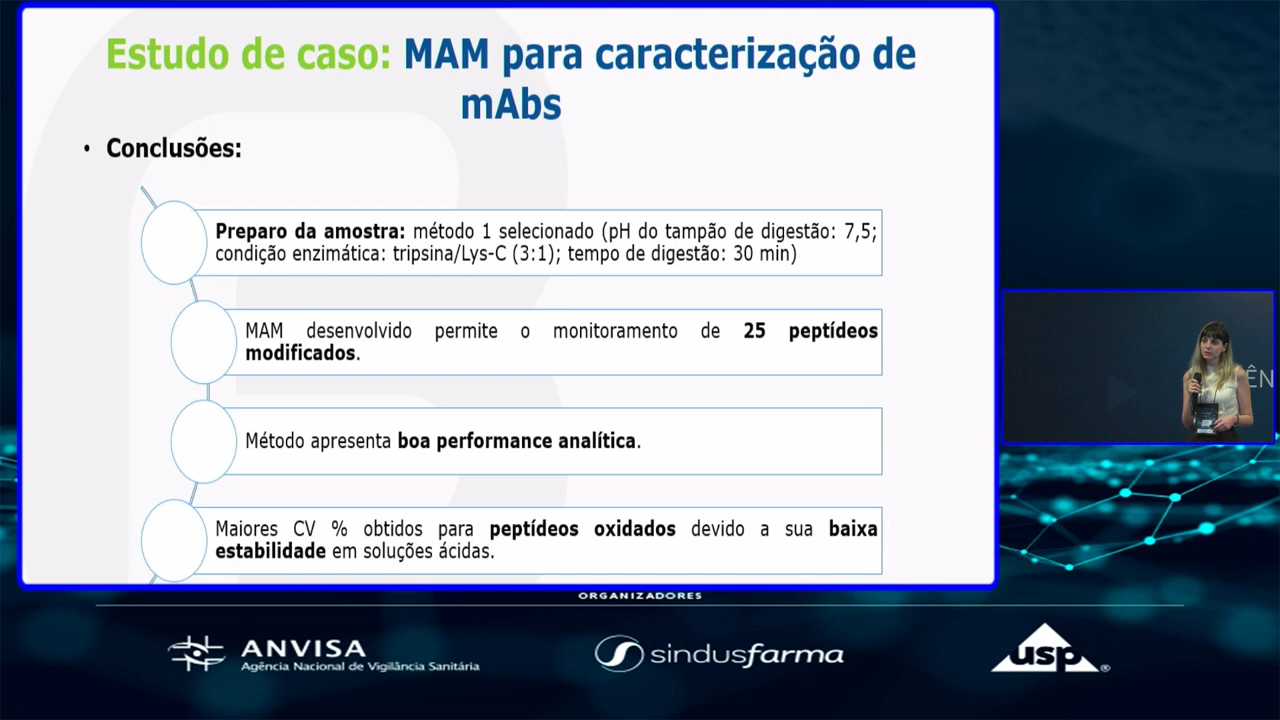 Estudo de caso: MAM para caracterização de
mAbs
• Conclusões:
Preparo da amostra: método 1 selecionado (pH do tampão de digestão: 7,5;
condição enzimática: tripsina/Lys-C (3:1); tempo de digestão: 30 min)
MAM desenvolvido permite o monitoramento de 25 peptídeos
modificados.
Método apresenta boa performance analítica.
Maiores CV % obtidos para peptídeos oxidados devido a sua baixa
estabilidade em soluções ácidas.
ÊN
ORGANIZADORES
ANVISA
Agência Nacional de Vigilância Sanitária
sindusfarma
usp®